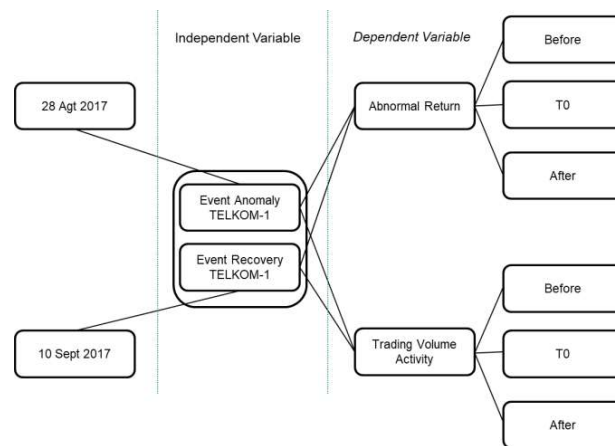 Independent Variable
Dependent Variable
28 Agt 2017
10 Sept 2017
Event Anomaly
TELKOM-1
Event Recovery
TELKOM-1
Abnormal Return
Before
T0
After
Trading Volume
Activity
Before
T0
After